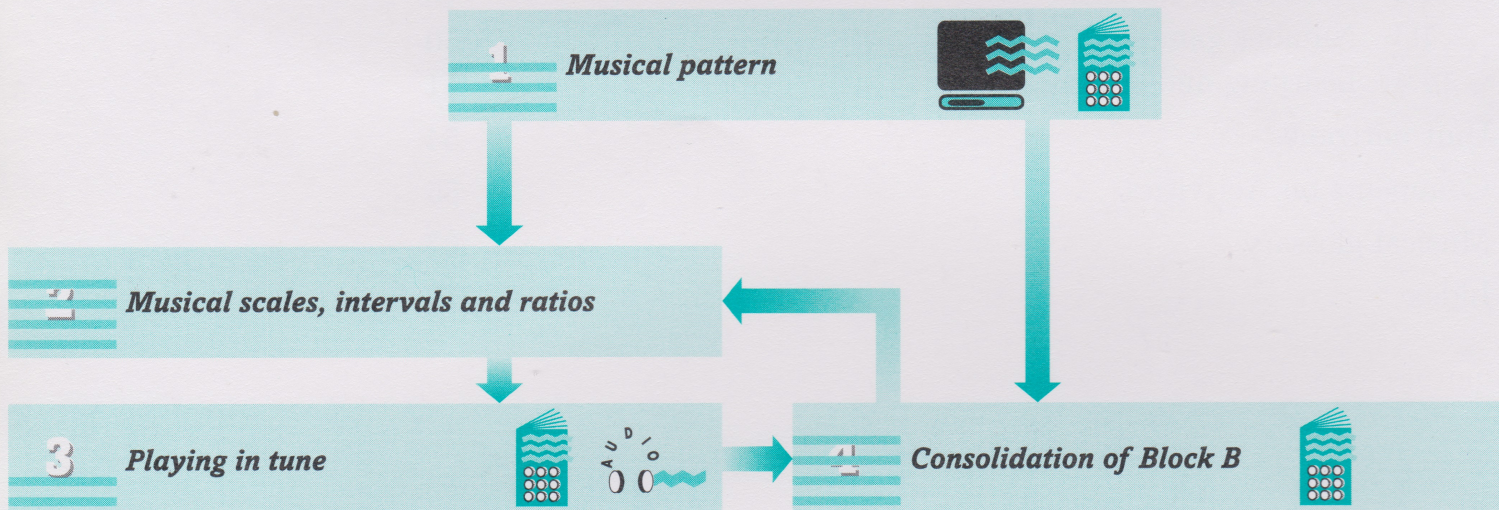 1 Musical pattern
2 Musical scales, intervals and ratios
3 Playing in tune
AUDIO
4 Consolidation of Block B